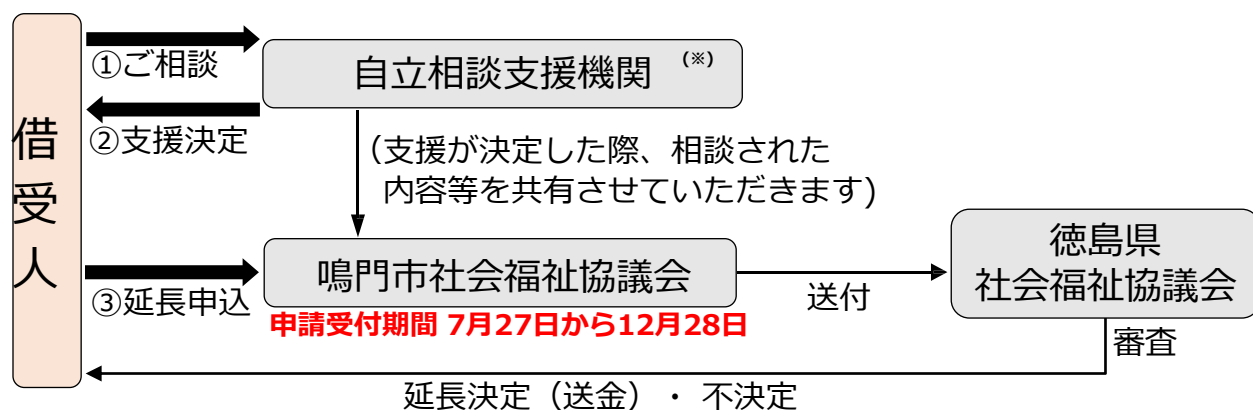 借受人
①ご相談
自立相談支援機関 (※)
②支援決定
(支援が決定した際、相談された
内容等を共有させていただきます)
徳島県
社会福祉協議会
鳴門市社会福祉協議会
③延長申込
送付
申請受付期間 7月27日から12月28日
審査
延長決定（送金）・ 不決定